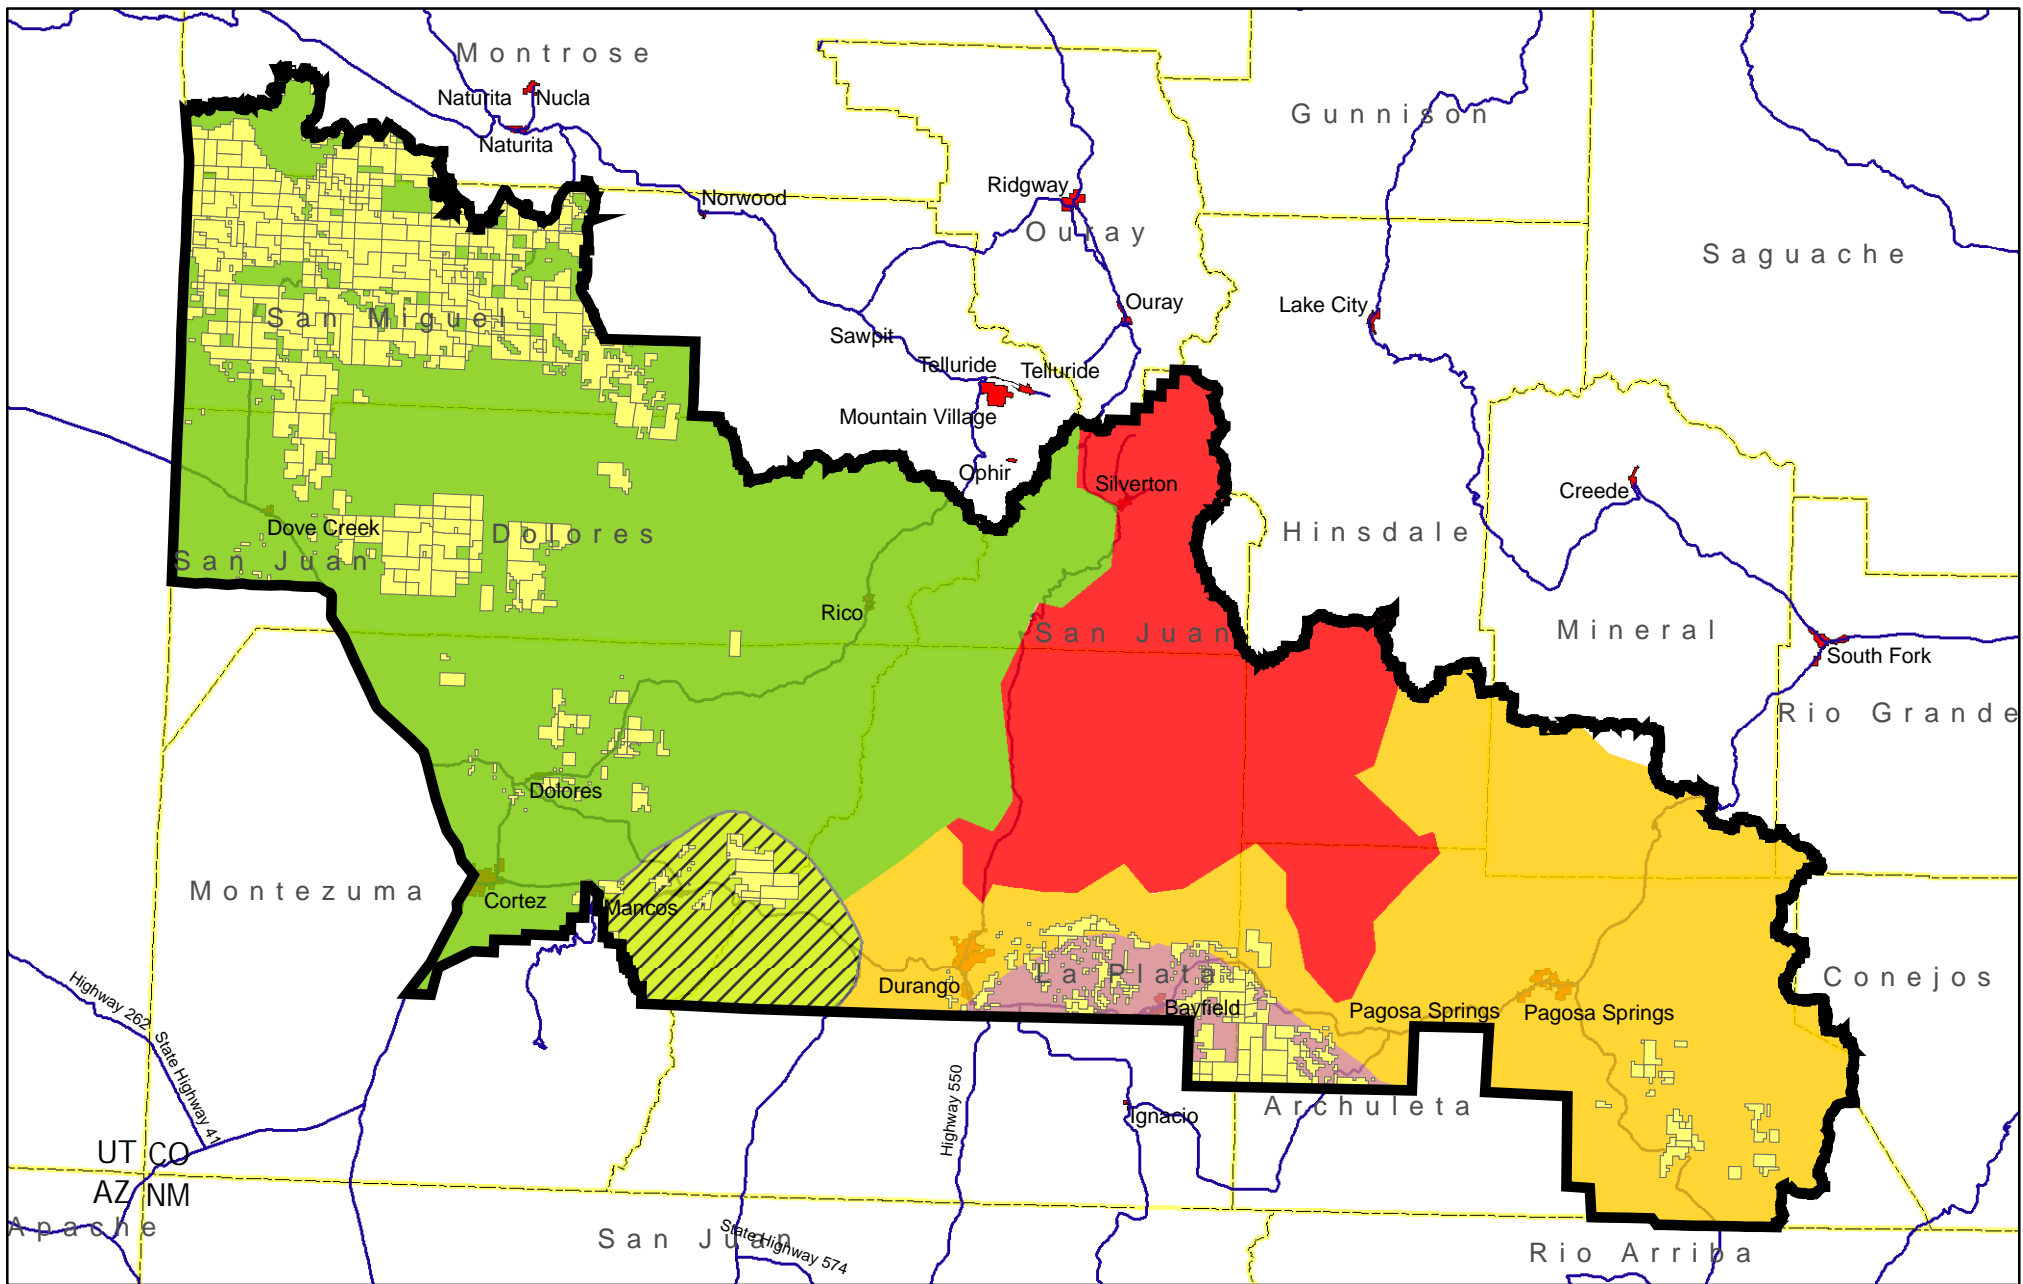 Montrose
Naturita
Nucla
Naturita
Gunnison
Norwood
Ridgway
Ouray
Saguache
San Miguel
Ouray
Lake City
Sawpit
Telluride
Telluride
Mountain Village
Ophir
Silverton
Creede
Dove Creek
Dolores
Hinsdale
San Juan
Rico
San Juan
Mineral
South Fork
Rio Grande
Dolores
Montezuma
Cortez
Mancos
La Plata
Conejos
Durango
Bayfield
Pagosa Springs
Pagosa Springs
Highway 262
State Highway 41
Highway 550
Archuleta
Ignacio
UT CO
AZ NM
Apache
San Juan
State Highway 574
Rio Arriba